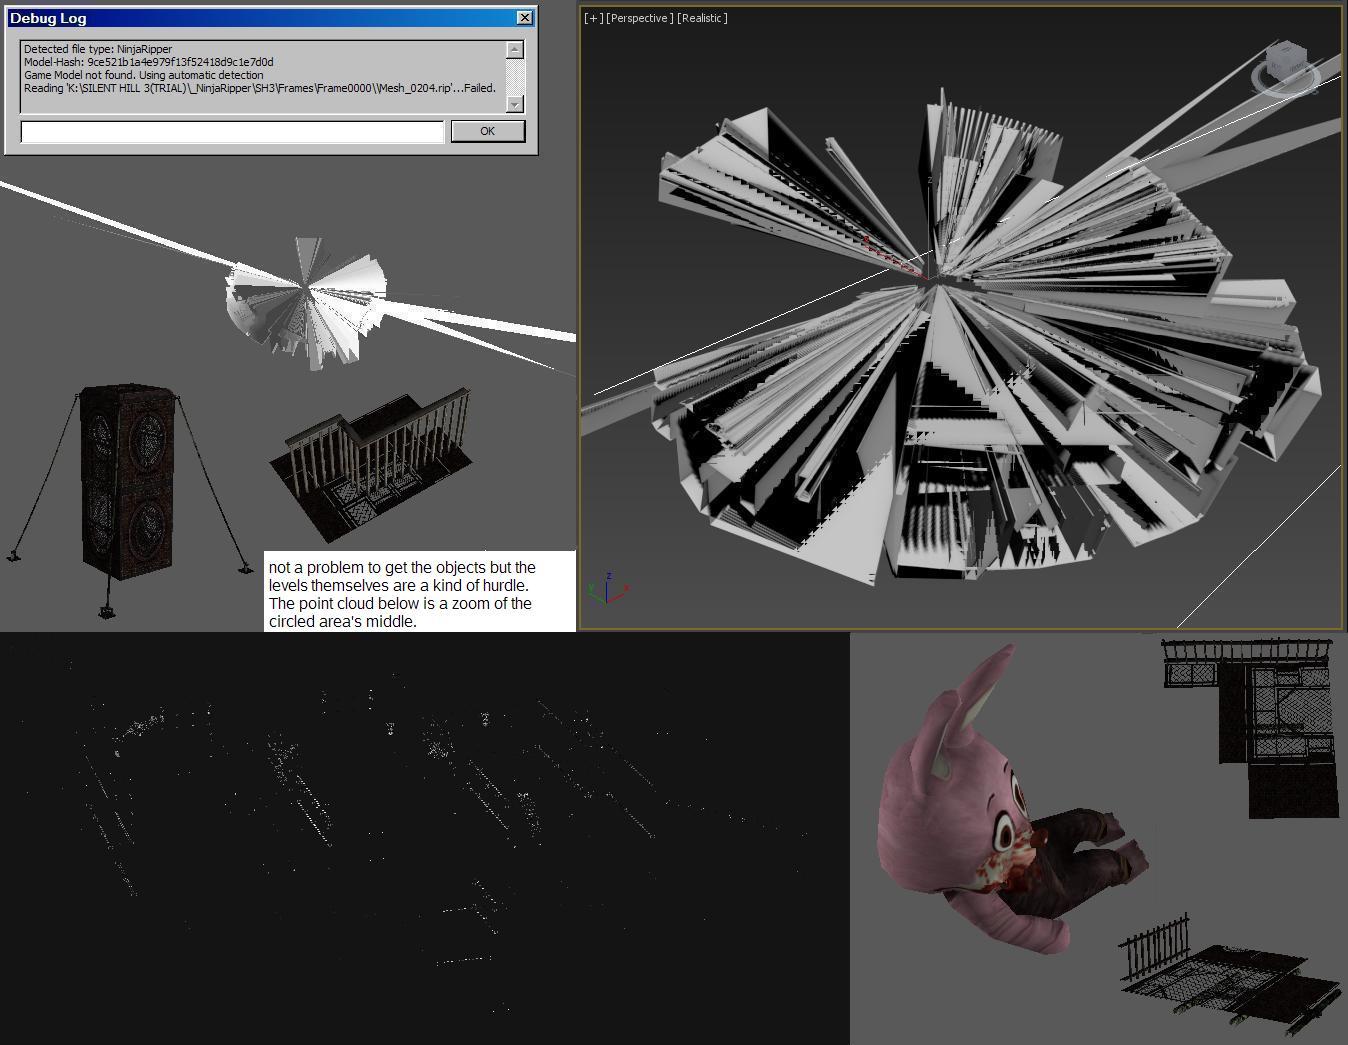 Debug Log
Detected file type: NinjaRipper
Model-Hash: 9ce521b1a4e979f13f52418d9c1e7d0d
Game Model not found. Using automatic detection
Reading 'K:\SILENT HILL 3(TRIAL)\_NinjaRipper\SH3\Frames\Frame0000\\Mesh_0204.rip'...Failed.
OK
[+] [Perspective ] [Realistic ]
z
x
z
y
x
not a problem to get the objects but the
levels themselves are a kind of hurdle.
The point cloud below is a zoom of the
circled area's middle.